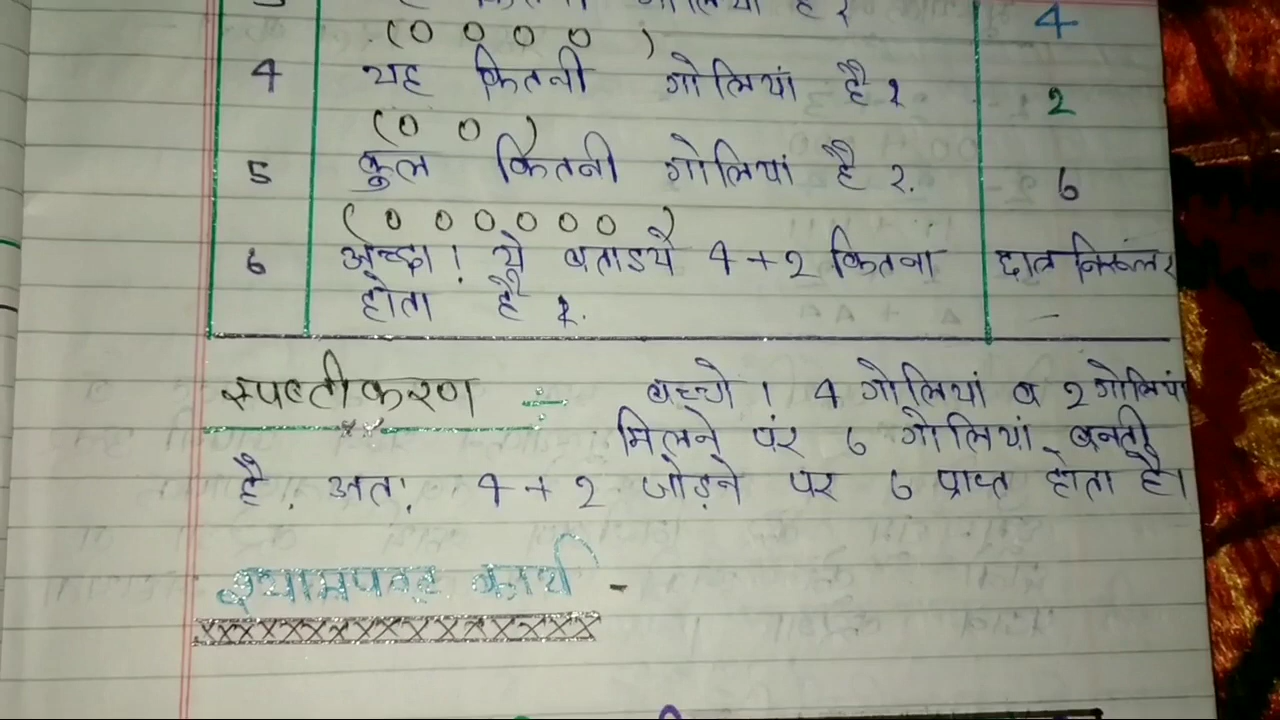 गोलियां है ? 4
(0 0 0 0 )
4 यह कितनी गोलियां है ? 2
(0 0 )
5 कुल कितनी गोलियां है ?. 6
( 0 0 0 0 0 0 )
6 अच्छा ! ये बताइये 4+2 कितना छात्र निरूत्तर
होता है ?. -
स्पष्टीकरण ÷ बच्चो । 4 गोलियां व 2 गोलियां
मिलने पर 6 गोलियां बनती
है. अत: 4+2 जोड़ने पर 6 प्राप्त होता है।
श्यामपट्ट कार्य -